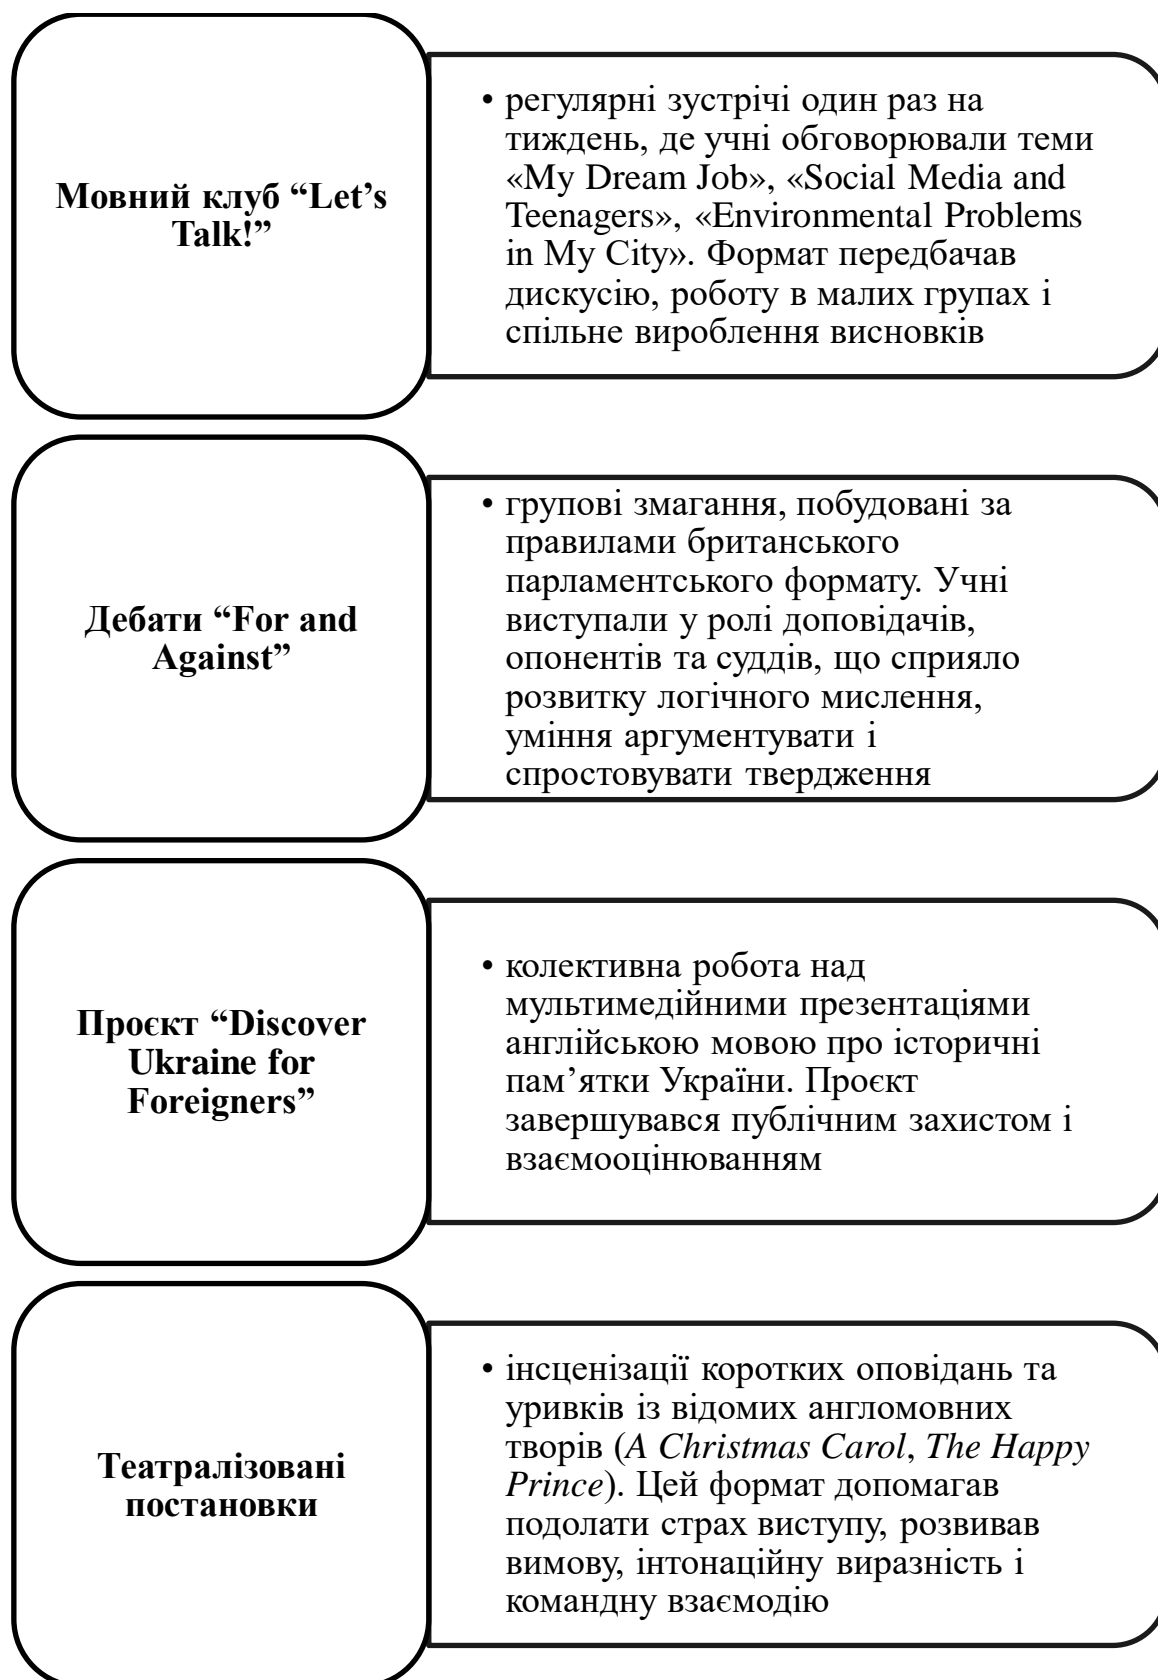 Мовний клуб “Let’s
Talk!”
• регулярні зустрічі один раз на
тиждень, де учні обговорювали теми
«My Dream Job», «Social Media and
Teenagers», «Environmental Problems
in My City». Формат передбачав
дискусію, роботу в малих групах і
спільне вироблення висновків
Дебати “For and
Against”
• групові змагання, побудовані за
правилами британського
парламентського формату. Учні
виступали у ролі доповідачів,
опонентів та суддів, що сприяло
розвитку логічного мислення,
уміння аргументувати і
спростовувати твердження
Проєкт “Discover
Ukraine for
Foreigners”
• колективна робота над
мультимедійними презентаціями
англійською мовою про історичні
пам’ятки України. Проєкт
завершувався публічним захистом і
взаємооцінюванням
Театралізовані
постановки
• інсценізації коротких оповідань та
уривків із відомих англомовних
творів (A Christmas Carol, The Happy
Prince). Цей формат допомагав
подолати страх виступу, розвивав
вимову, інтонаційну виразність і
командну взаємодію